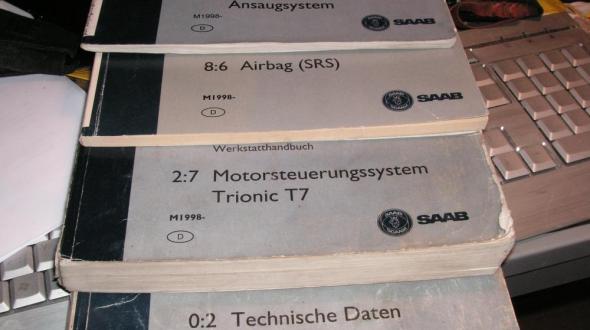 Ansaugsystem
M1998-
D
SAAB
8:6 Airbag (SRS)
M1998-
D
SAAB
Werkstatthandbuch
2:7 Motorsteuerungssystem
Trionic T7
M1998-
D
SAAB
0:2 Technische Daten